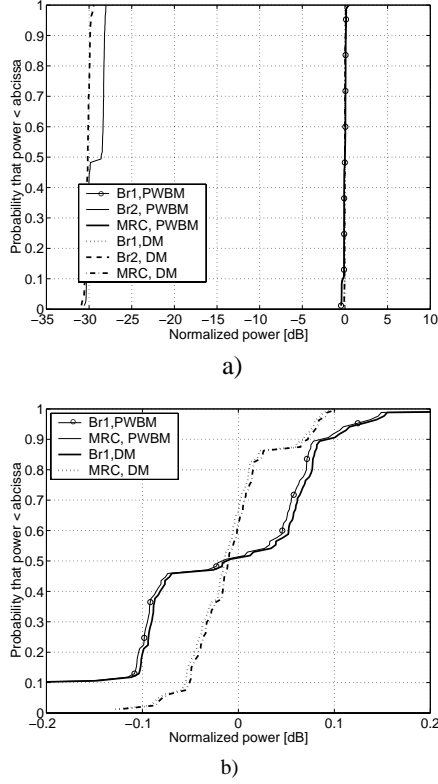 1
0.9
0.8
0.7
0.6
0.5
0.4
0.3
0.2
0.1
0
Probability that power < abcissa
Br1,PWBM
Br2, PWBM
MRC, PWBM
Br1,DM
Br2, DM
MRC, DM
−35 −30 −25 −20 −15 −10 −5 0 5 10
Normalized power [dB]
a)
1
0.9
0.8
0.7
0.6
0.5
0.4
0.3
0.2
0.1
0
Probability that power < abcissa
Br1,PWBM
MRC, PWBM
Br1,DM
MRC, DM
−0.2 −0.1 0 0.1 0.2
Normalized power [dB]
b)